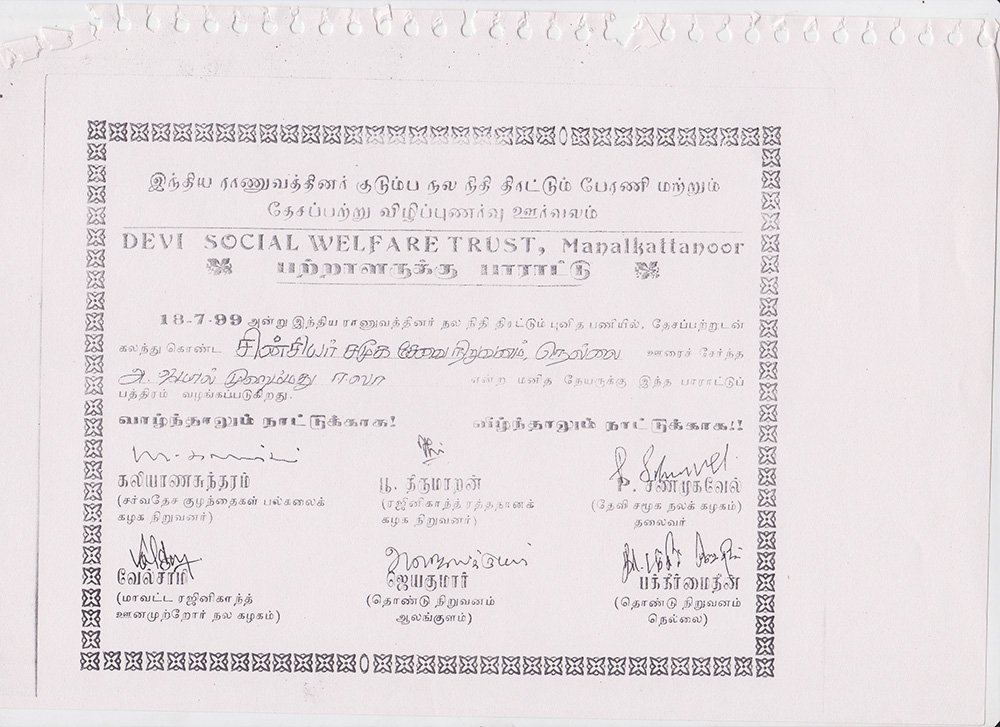 இந்திய ராணுவத்தினர் குடும்ப நல நிதி திரட்டும் பேரணி மற்றும்
தேசப்பற்று விழிப்புணர்வு ஊர்வலம்
DEVI SOCIAL WELFARE TRUST, Manalkattanoor
பற்றாளருக்கு பாராட்டு
18-7-99 அன்று இந்திய ராணுவத்தினர் நல நிதி திரட்டும் புனித பணியில், தேசப்பற்றுடன்
கலந்து கொண்ட சின்சியர் சமூக சேவை நிறுவனம், நெல்லை ஊரைச் சேர்ந்த
அ. முஹம்மது ஈஸா என்ற மனித நேயருக்கு இந்த பாராட்டுப்
பத்திரம் வழங்கப்படுகிறது.
வாழ்ந்தாலும் நாட்டுக்காக! வீழ்ந்தாலும் நாட்டுக்காக!!
கலியாணசுந்தரம் பூ. திருமாறன் P. சண்முகவேல்
(சர்வதேச குழந்தைகள் பல்கலைக் (ரஜினிகாந்த் ரத்ததானக் (தேவி சமூக நலக் கழகம்)
கழக நிறுவனர்) கழக நிறுவனர்) தலைவர்
வேல்சாமி ஜெயகுமார் பக்கீர்மைதீன்
(மாவட்ட ரஜினிகாந்த் (தொண்டு நிறுவனம் (தொண்டு நிறுவனம்
ஊனமுற்றோர் நல கழகம்) ஆலங்குளம்) நெல்லை)